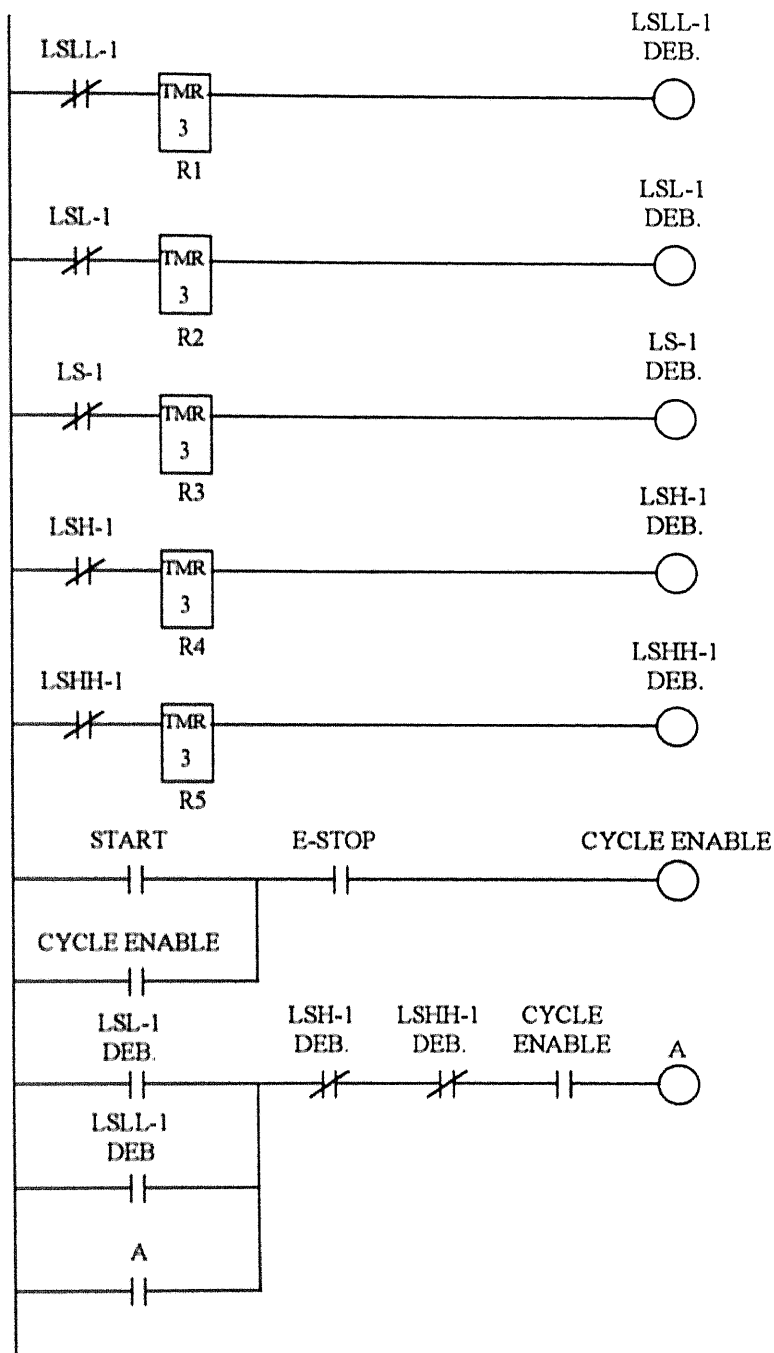 LSLL-1
LSLL-1
DEB.
TMR
3
R1
LSL-1
LSL-1
DEB.
TMR
3
R2
LS-1
LS-1
DEB.
TMR
3
R3
LSH-1
LSH-1
DEB.
TMR
3
R4
LSHH-1
LSHH-1
DEB.
TMR
3
R5
START
E-STOP
CYCLE ENABLE
CYCLE ENABLE
LSL-1
DEB.
LSH-1
DEB.
LSHH-1
DEB.
CYCLE
ENABLE
A
LSLL-1
DEB
A